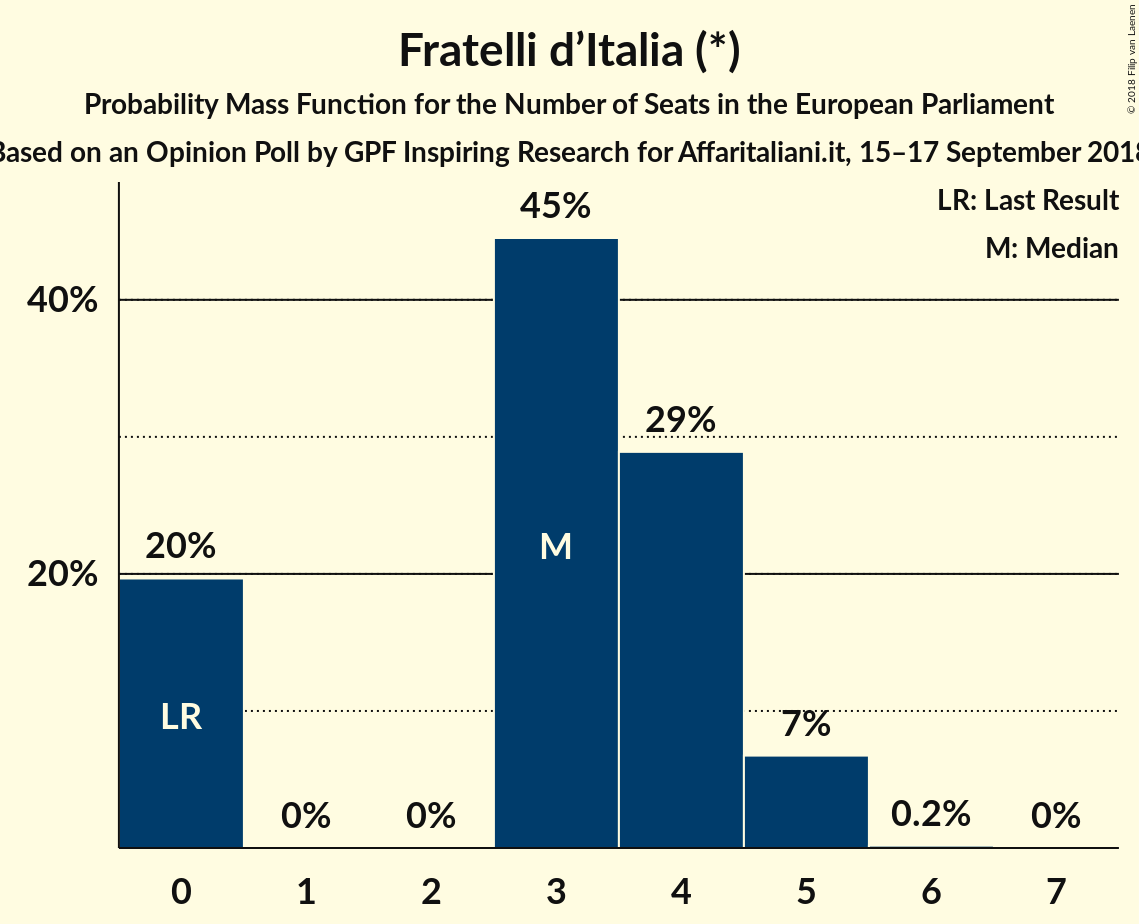 Fratelli d’Italia (*)
Probability Mass Function for the Number of Seats in the European Parliament
Based on an Opinion Poll by GPF Inspiring Research for Affaritaliani.it, 15–17 September 2018
© 2018 Filip van Laenen
LR: Last Result
M: Median
45%
40%
29%
20%
20%
M
LR
7%
0%
0%
0.2%
0%
0 1 2 3 4 5 6 7